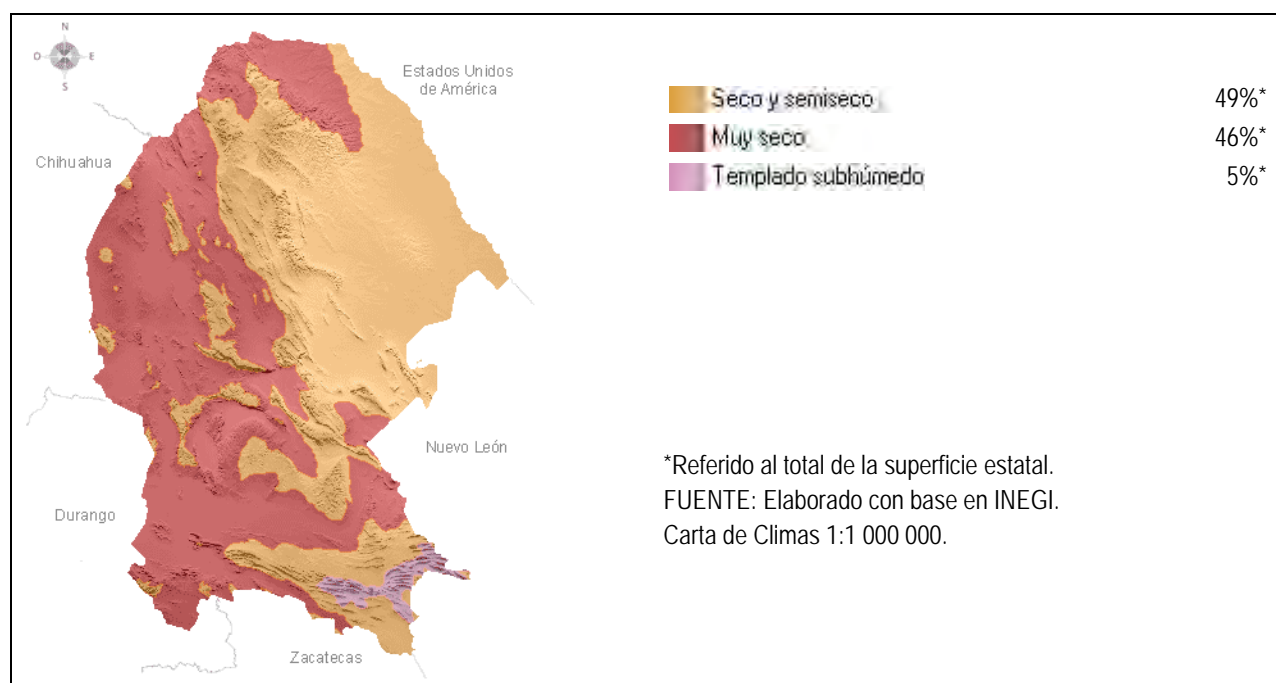 N
O E
S
Estados Unidos
de América
Chihuahua
Nuevo León
Durango
Zacatecas
Seco y semiseco 49%*
Muy seco 46%*
Templado subhúmedo 5%*
*Referido al total de la superficie estatal.
FUENTE: Elaborado con base en INEGI.
Carta de Climas 1:1 000 000.